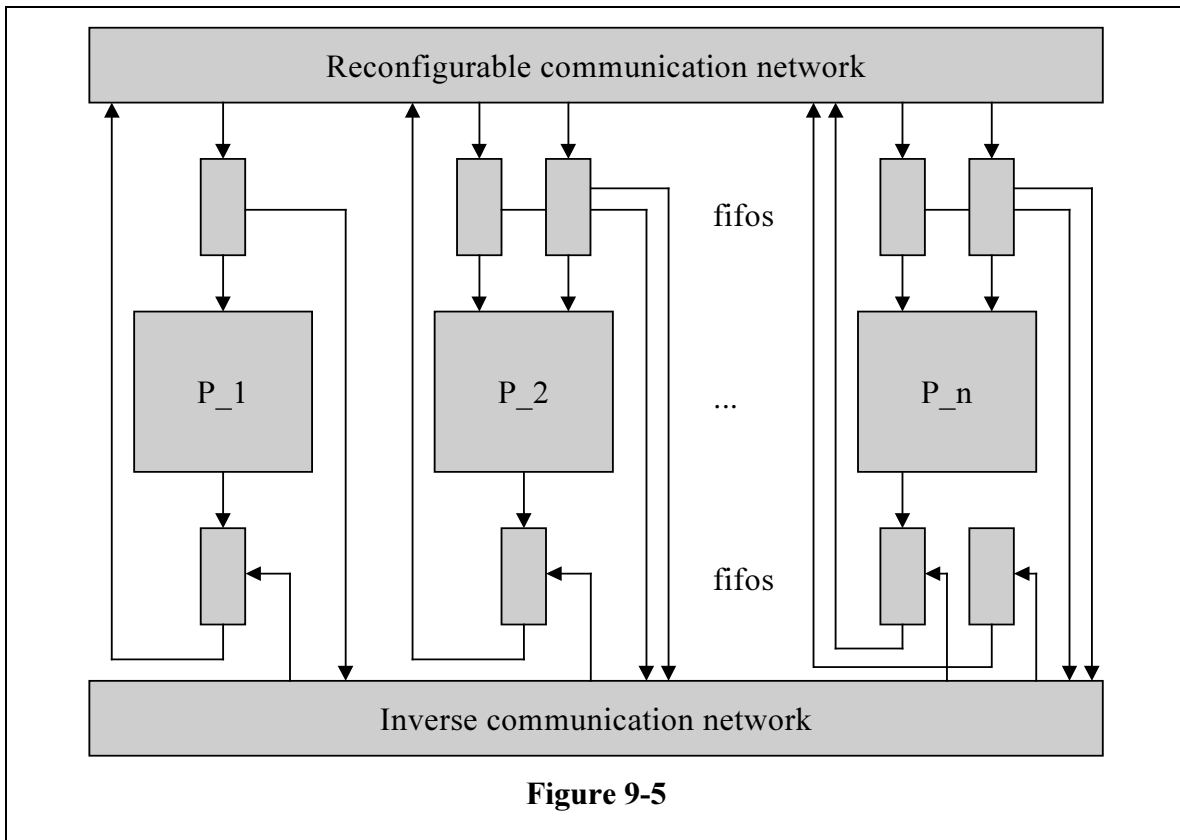 Reconfigurable communication network
fifos
P_1
P_2
...
P_n
fifos
Inverse communication network
Figure 9-5